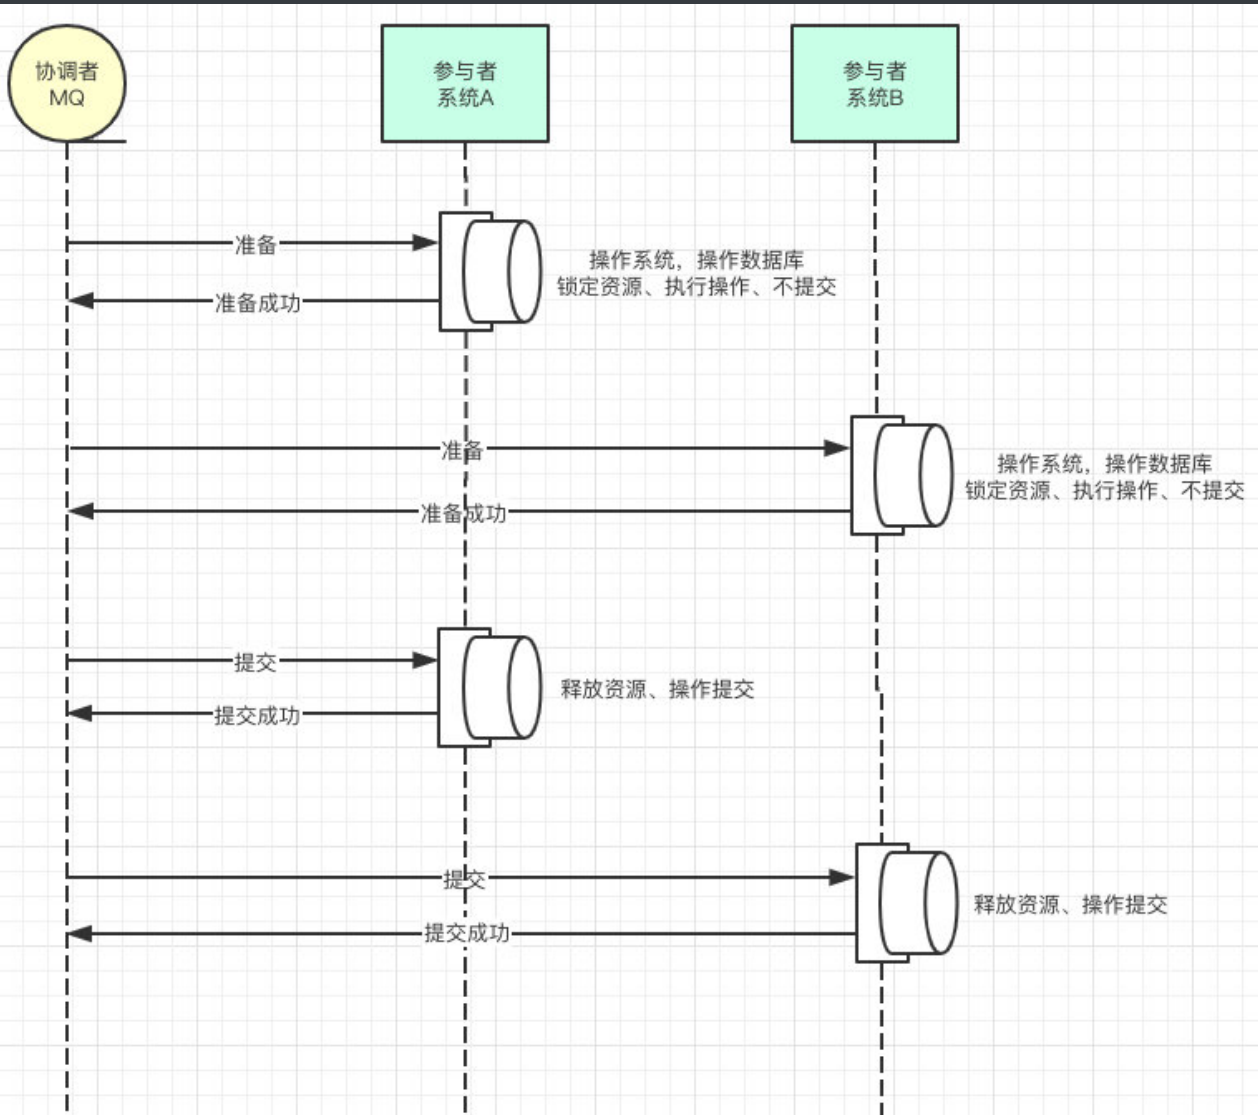 协调者
MQ
参与者
系统A
参与者
系统B
准备
操作系统，操作数据库
锁定资源、执行操作、不提交
准备成功
准备
操作系统，操作数据库
锁定资源、执行操作、不提交
准备成功
提交
释放资源、操作提交
提交成功
提交
释放资源、操作提交
提交成功